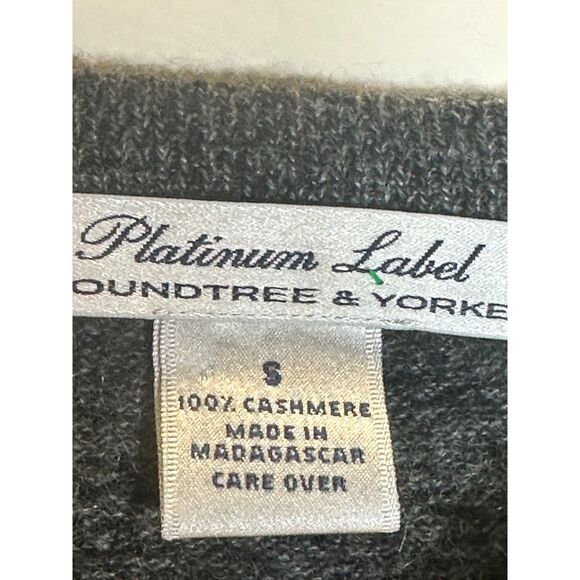 Platinum Label
OUNDTREE & YORKE
S
100% CASHMERE
MADE IN
MADAGASCAR
CARE OVER